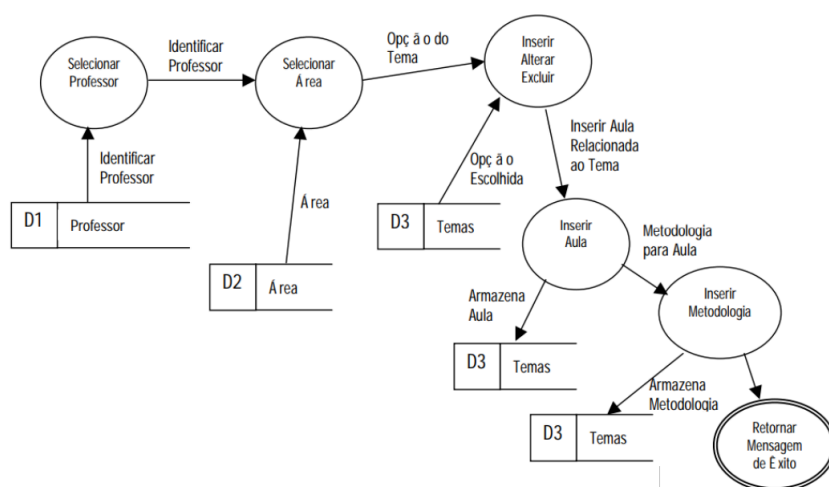 Selecionar
Professor
Identificar
Professor
Selecionar
Á rea
Opç ã o do
Tema
Inserir
Alterar
Excluir
Identificar
Professor
D1
Professor
Á rea
D2
Á rea
Opç ã o
Escolhida
D3
Temas
Inserir Aula
Relacionada
ao Tema
Inserir
Aula
Metodologia
para Aula
Armazena
Aula
D3
Temas
Inserir
Metodologia
Armazena
Metodologia
D3
Temas
Retornar
Mensagem
de Ê xito